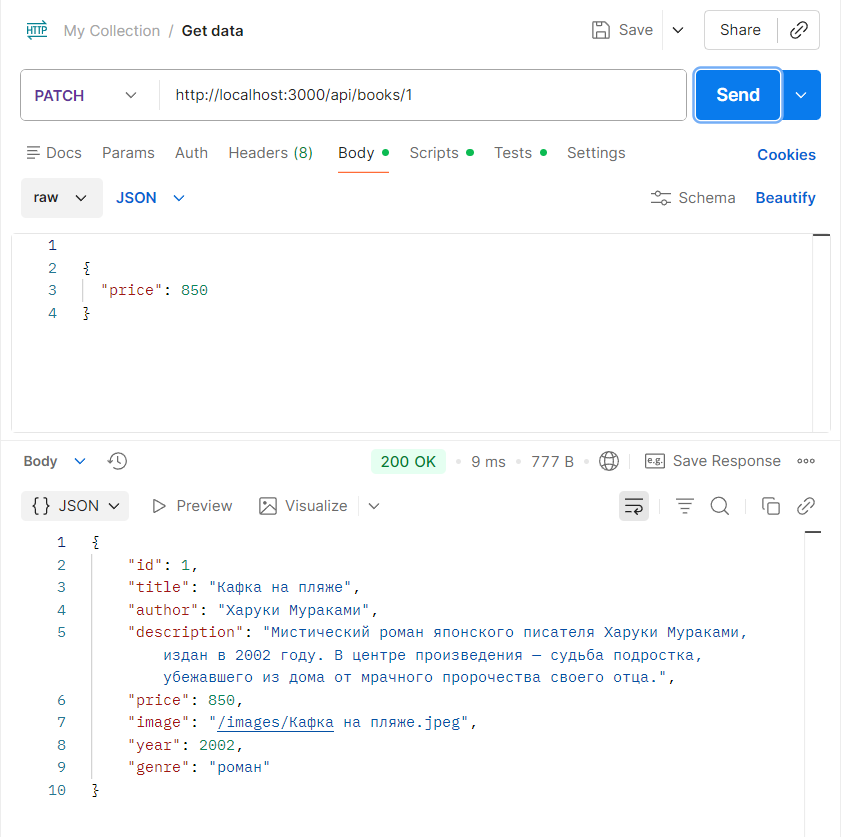 HTTP My Collection / Get data Save Share
PATCH http://localhost:3000/api/books/1 Send
Docs Params Auth Headers (8) Body Scripts Tests Settings Cookies
raw JSON Schema Beautify
1
2 {
3 "price": 850
4 }
Body 200 OK 9 ms 777 B e.g. Save Response
{} JSON Preview Visualize
1 {
2 "id": 1,
3 "title": "Кафка на пляже",
4 "author": "Харуки Мураками",
5 "description": "Мистический роман японского писателя Харуки Мураками,
издан в 2002 году. В центре произведения — судьба подростка,
убежавшего из дома от мрачного пророчества своего отца.",
6 "price": 850,
7 "image": "/images/Кафка на пляже.jpeg",
8 "year": 2002,
9 "genre": "роман"
10 }